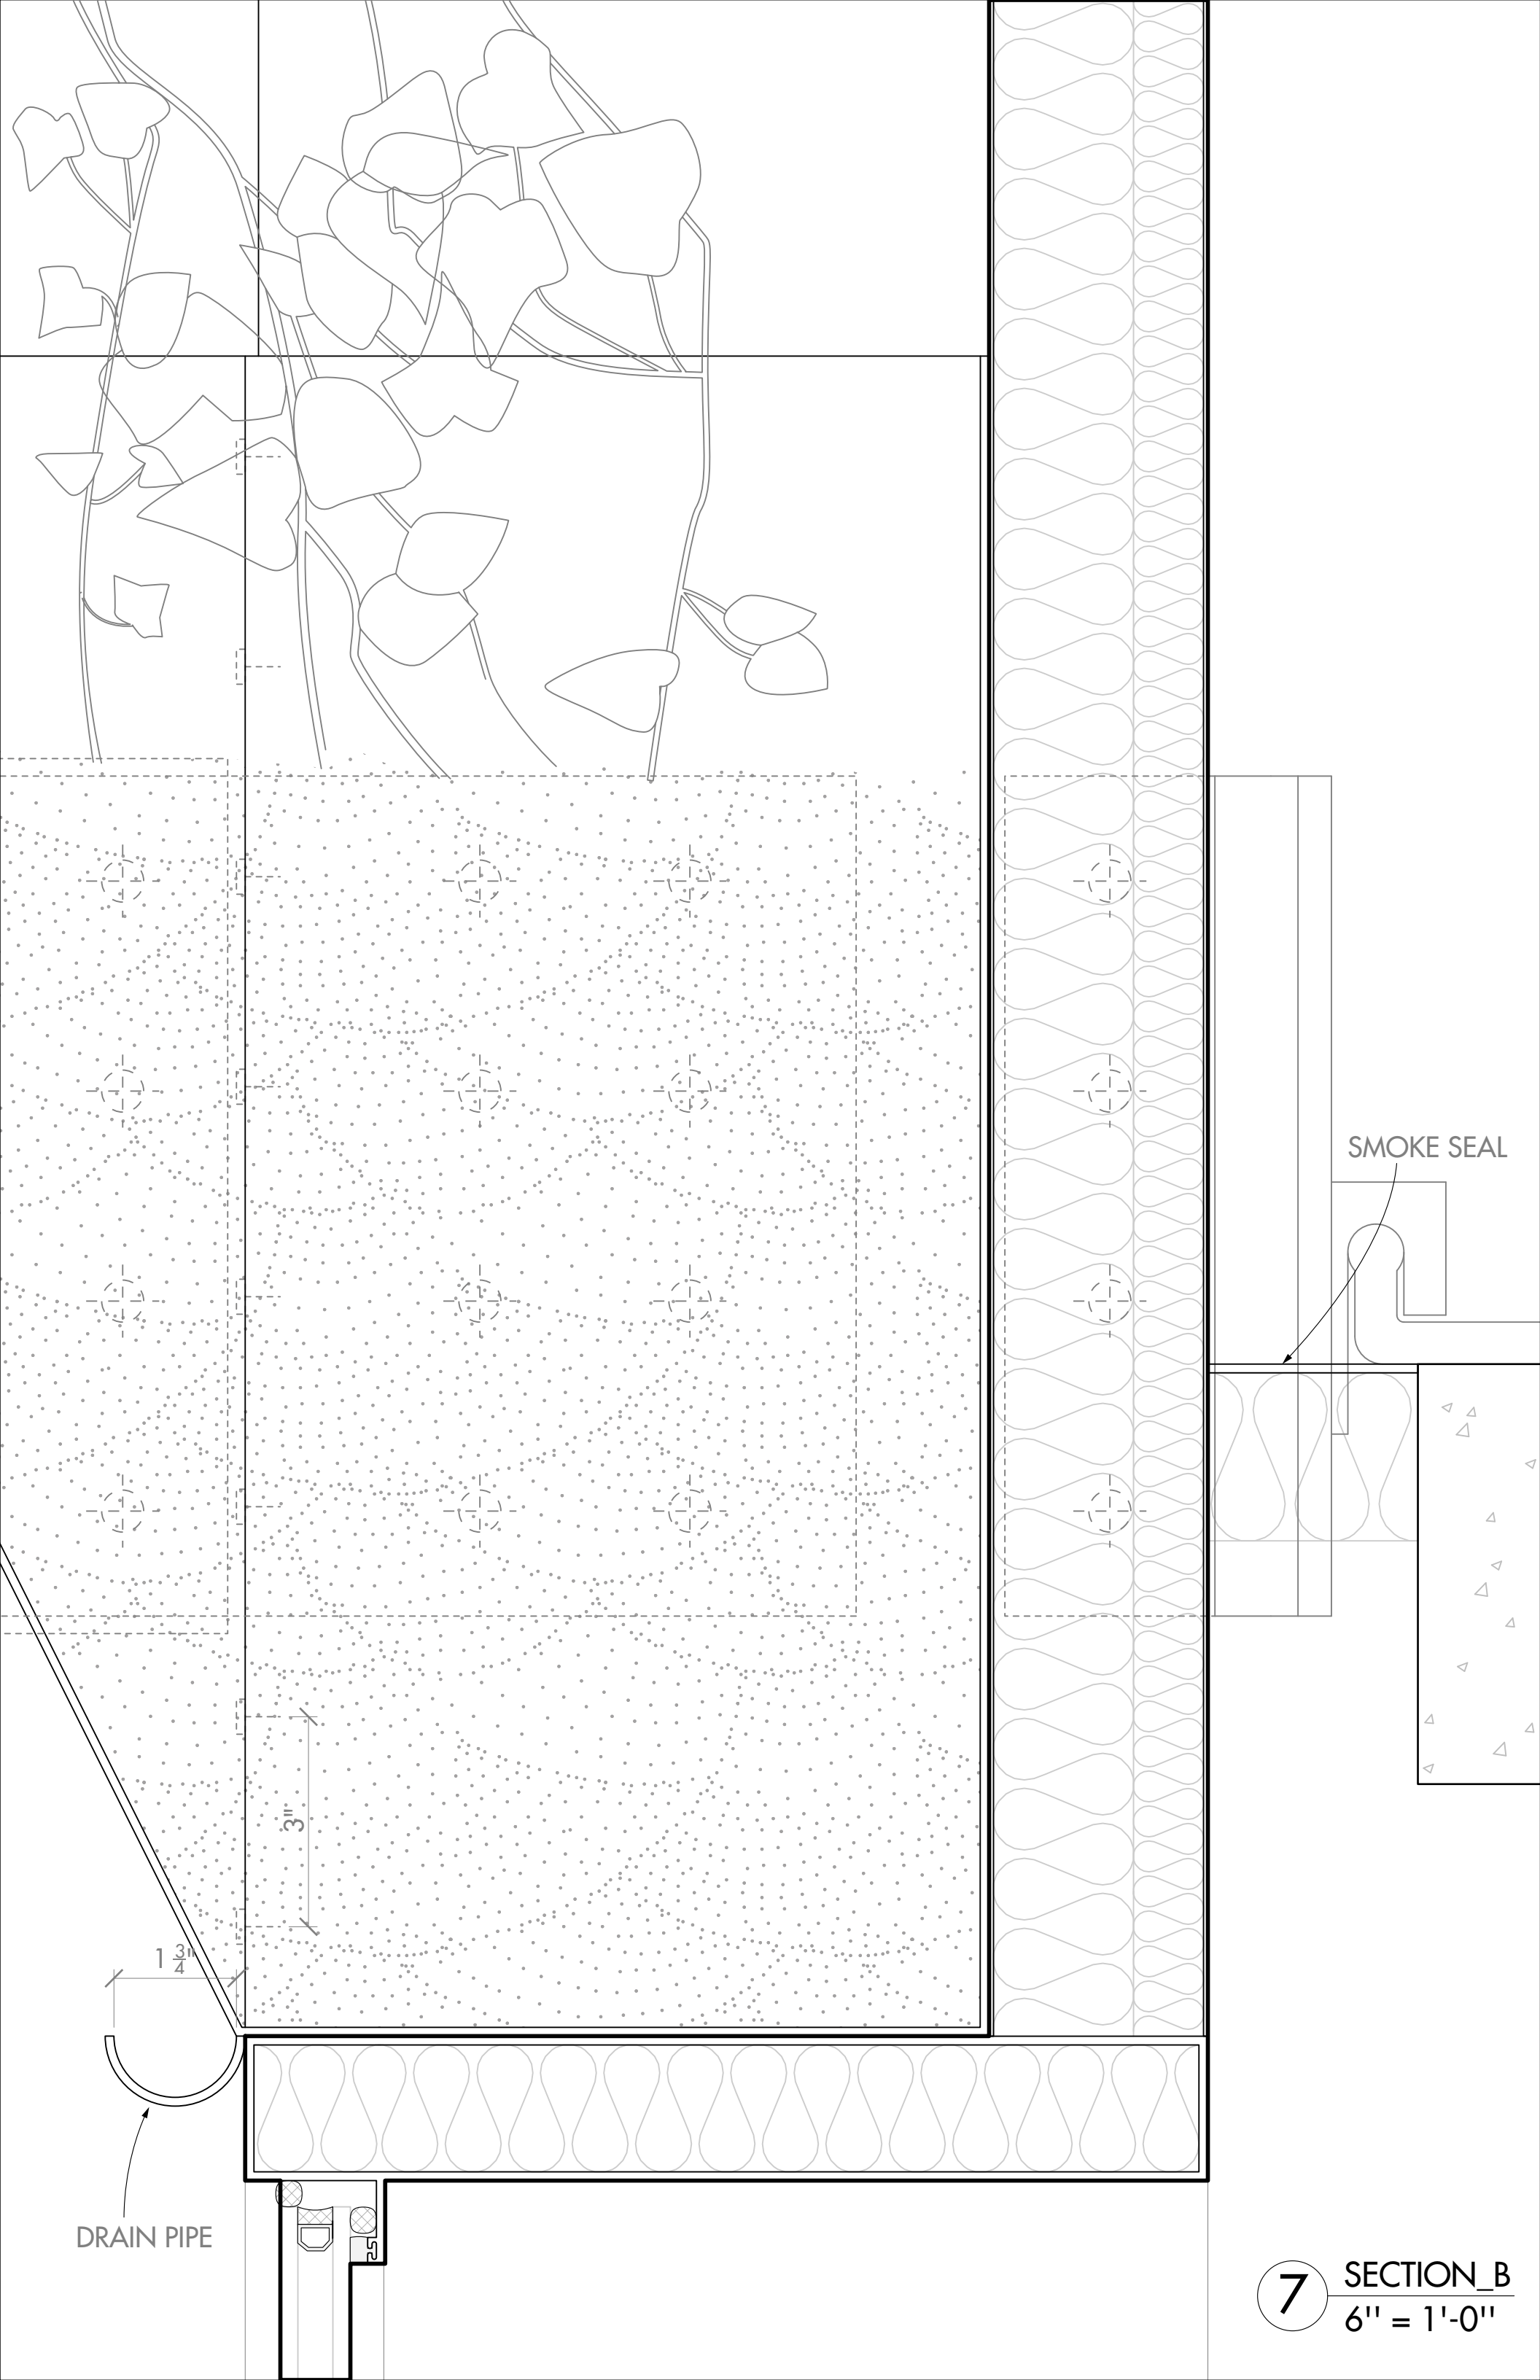 SMOKE SEAL
3"
1 3/4"
DRAIN PIPE
7
SECTION_B
6'' = 1'-0''